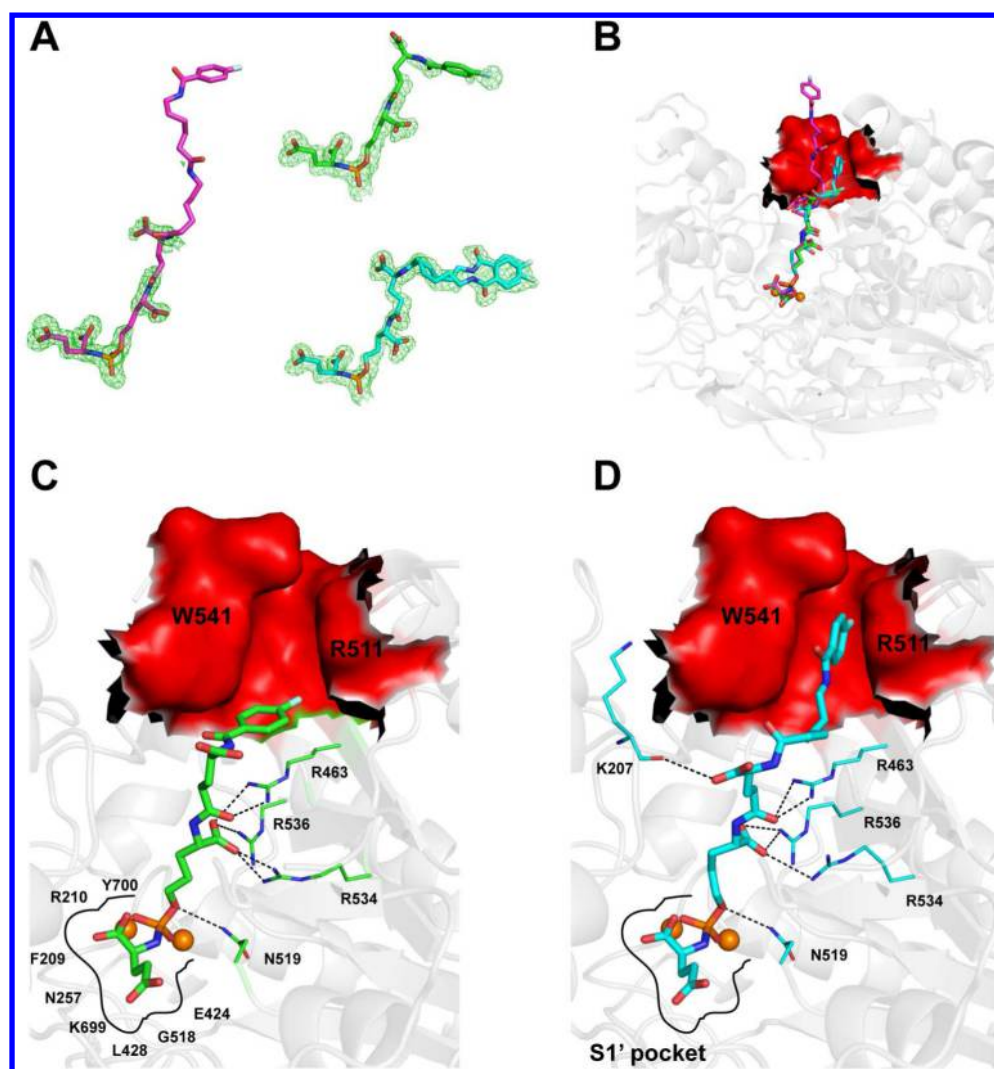 A
B
C
W541
R511
R463
R536
R534
N519
Y700
R210
F209
N257
K699
L428
G518
E424
D
W541
R511
K207
R463
R536
R534
N519
S1' pocket